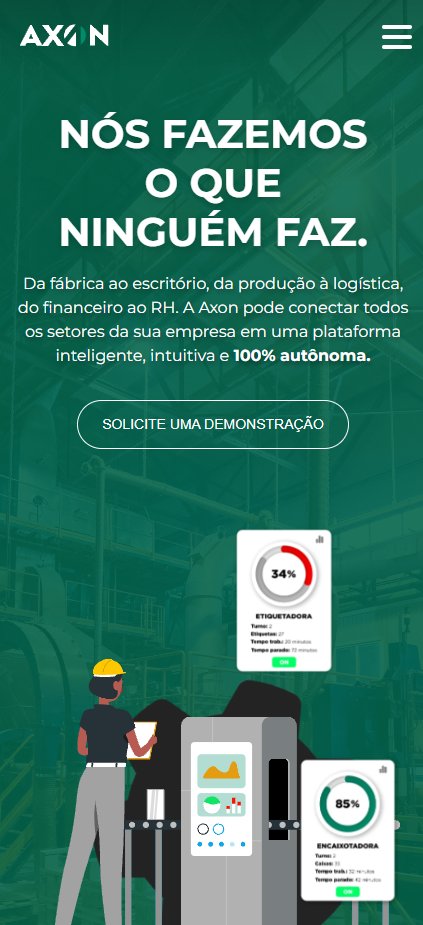 AXON
NÓS FAZEMOS
O QUE
NINGUÉM FAZ.
Da fábrica ao escritório, da produção à logística,
do financeiro ao RH. A Axon pode conectar todos
os setores da sua empresa em uma plataforma
inteligente, intuitiva e 100% autônoma.
SOLICITE UMA DEMONSTRAÇÃO
34%
ETIQUETADORA
Turno: 2
Etiquetas: 27
Tempo trab.: 20 minutos
Tempo parado: 72 minutos
ON
85%
ENCAIXOTADORA
Turno: 2
Caixas: 35
Tempo trab.: 32 minutos
Tempo parado: 42 minutos
ON